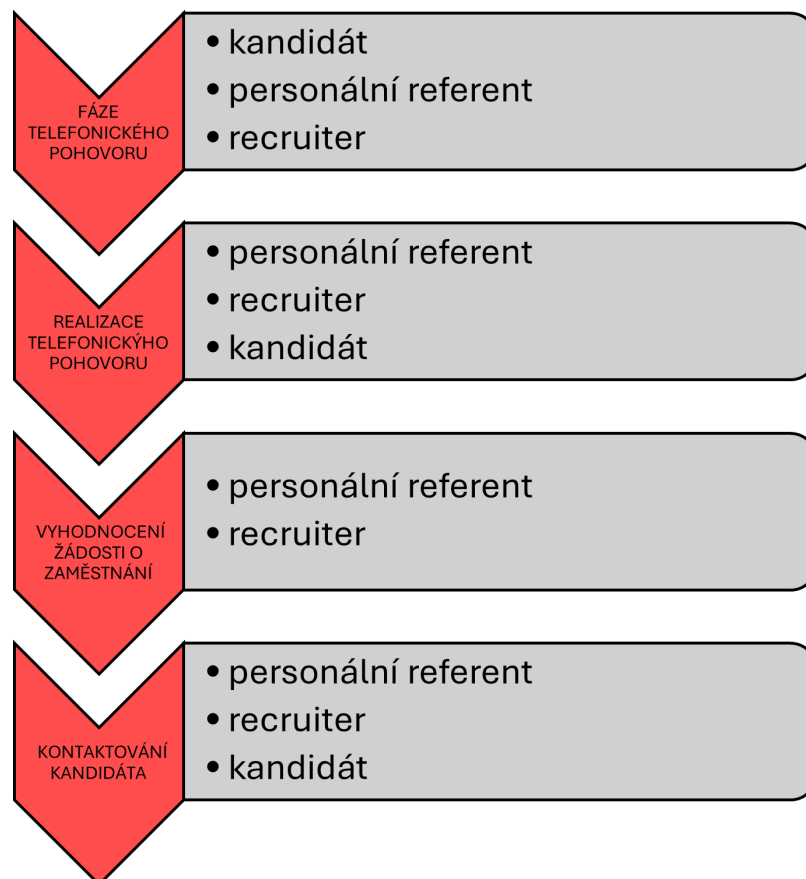 FÁZE
TELEFONICKÉHO
POHOVORU
• kandidát
• personální referent
• recruiter
REALIZACE
TELEFONICKÝHO
POHOVORU
• personální referent
• recruiter
• kandidát
VYHODNOCENÍ
ŽÁDOSTI O
ZAMĚSTNÁNÍ
• personální referent
• recruiter
KONTAKTOVÁNÍ
KANDIDÁTA
• personální referent
• recruiter
• kandidát